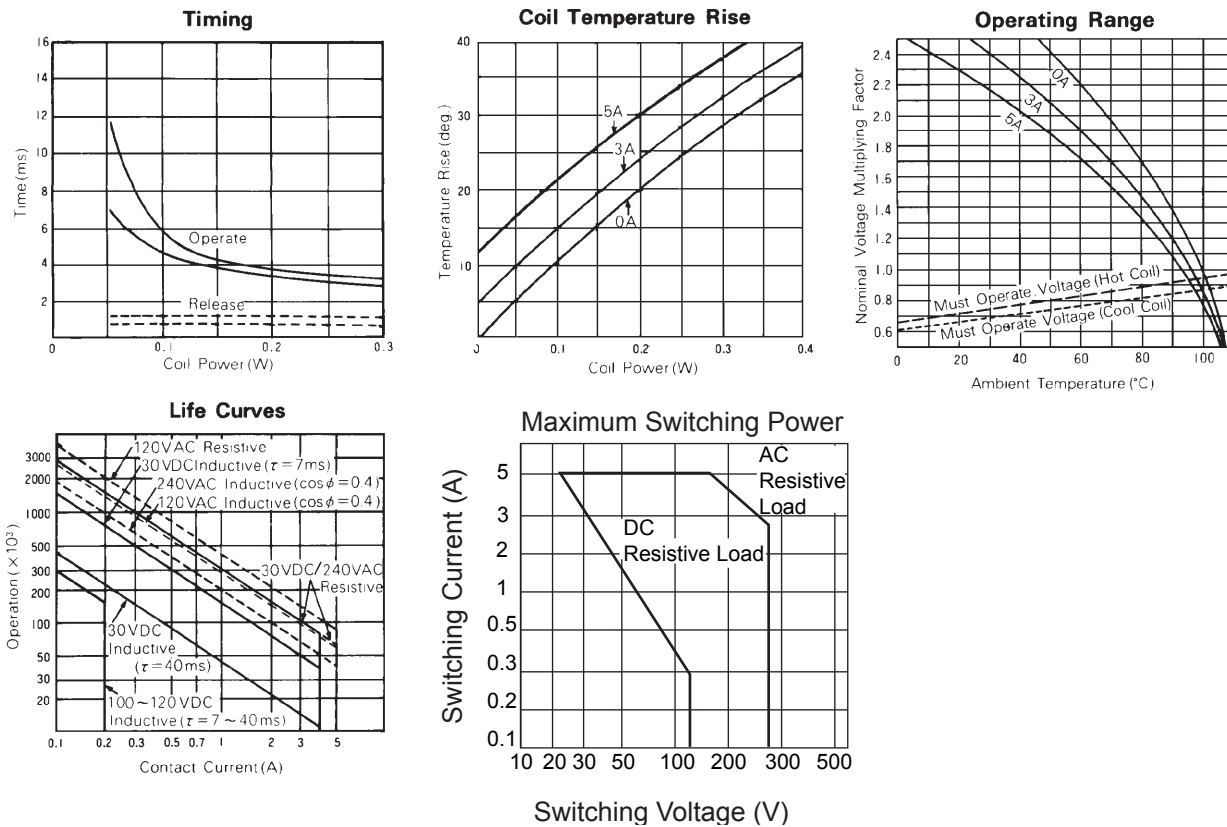 Timing
Time (ms)
16
14
12
10
8
6
4
2
Operate
Release
0
0.1
0.2
0.3
Coil Power (W)
Coil Temperature Rise
Temperature Rise (deg.)
40
30
20
10
5A
3A
0A
0.1
0.2
0.3
0.4
Coil Power (W)
Operating Range
Nominal Voltage Multiplying Factor
2.4
2.2
2.0
1.8
1.6
1.4
1.2
1.0
0.8
0.6
0A
3A
5A
Must Operate Voltage (Hot Coil)
Must Operate Voltage (Cool Coil)
0 20 40 60 80 100
Ambient Temperature (°C)
Life Curves
Operation (× 10³)
3000
2000
1000
500
300
200
100
50
30
20
120VAC Resistive
30VDC Inductive (τ = 7ms)
240VAC Inductive (cosϕ = 0.4)
120VAC Inductive (cosϕ = 0.4)
30VDC/240VAC
Resistive
30VDC
Inductive
(τ = 40ms)
100~120VDC
Inductive (τ = 7 ~ 40ms)
0.1 0.2 0.3 0.5 0.7 1 2 3 5
Contact Current (A)
Maximum Switching Power
Switching Current (A)
5
3
2
1
0.5
0.3
0.2
0.1
AC
Resistive
Load
DC
Resistive Load
10 20 30 50 100 200 300 500
Switching Voltage (V)